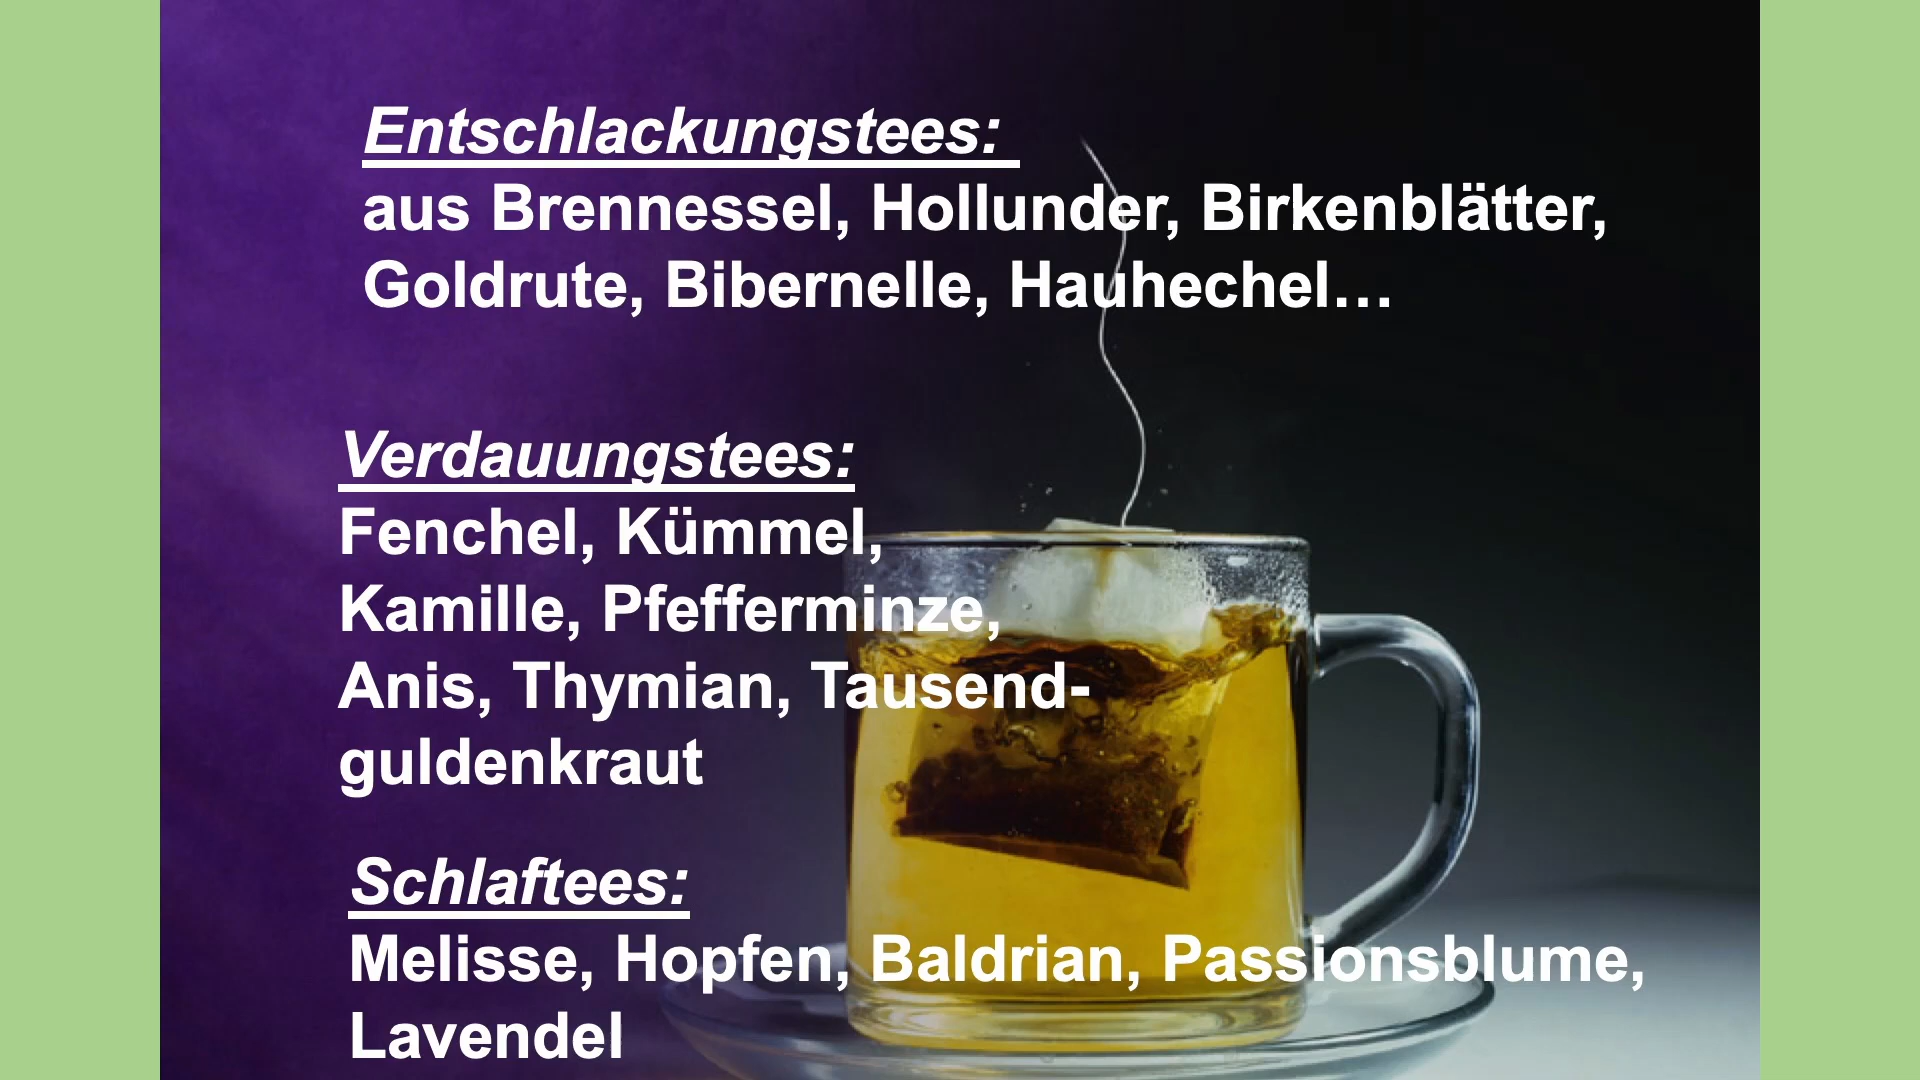 Entschlackungstees:
aus Brennessel, Hollunder, Birkenblätter,
Goldrute, Bibernelle, Hauhechel…
Verdauungstees:
Fenchel, Kümmel,
Kamille, Pfefferminze,
Anis, Thymian, Tausend-
guldenkraut
Schlaftees:
Melisse, Hopfen, Baldrian, Passionsblume,
Lavendel